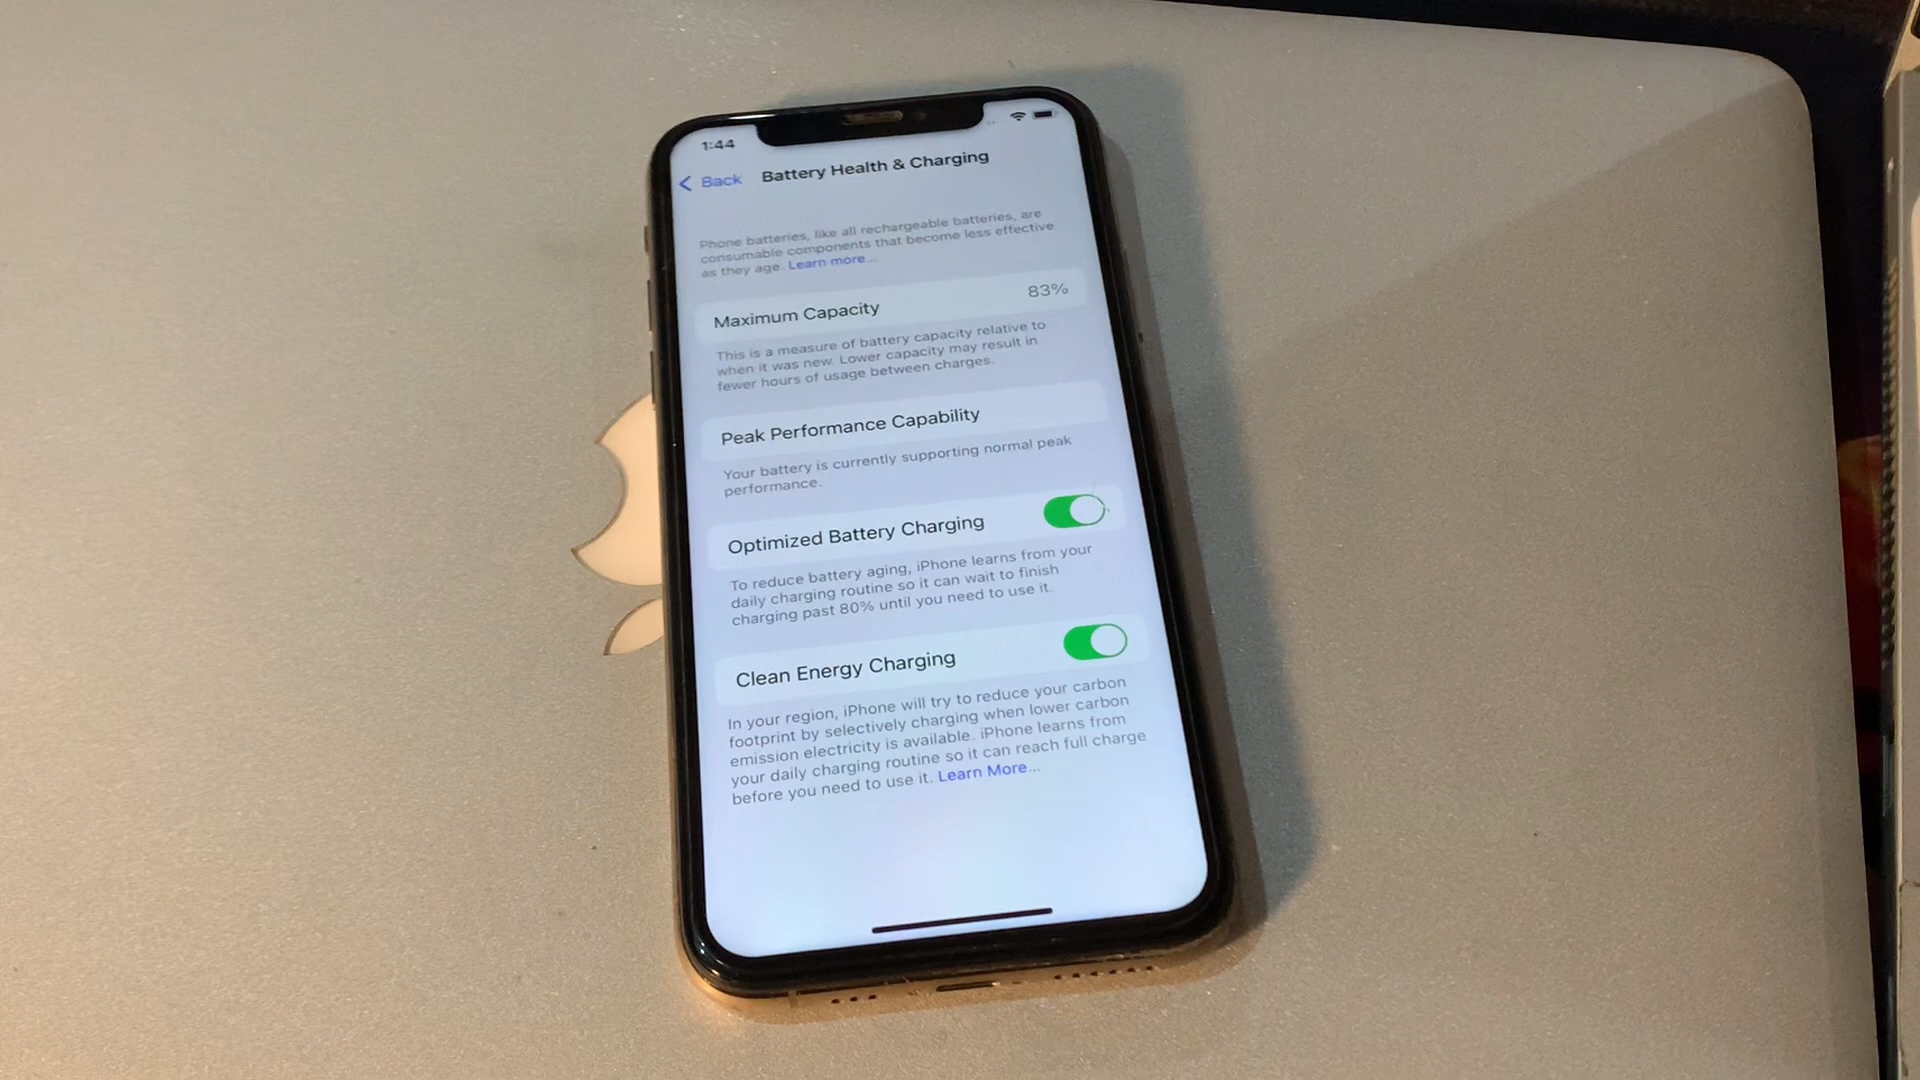 1:44
Back
Battery Health & Charging
Phone batteries, like all rechargeable batteries, are
consumable components that become less effective
as they age. Learn more...
Maximum Capacity 83%
This is a measure of battery capacity relative to
when it was new. Lower capacity may result in
fewer hours of usage between charges.
Peak Performance Capability
Your battery is currently supporting normal peak
performance.
Optimized Battery Charging
To reduce battery aging, iPhone learns from your
daily charging routine so it can wait to finish
charging past 80% until you need to use it.
Clean Energy Charging
In your region, iPhone will try to reduce your carbon
footprint by selectively charging when lower carbon
emission electricity is available. iPhone learns from
your daily charging routine so it can reach full charge
before you need to use it. Learn More...